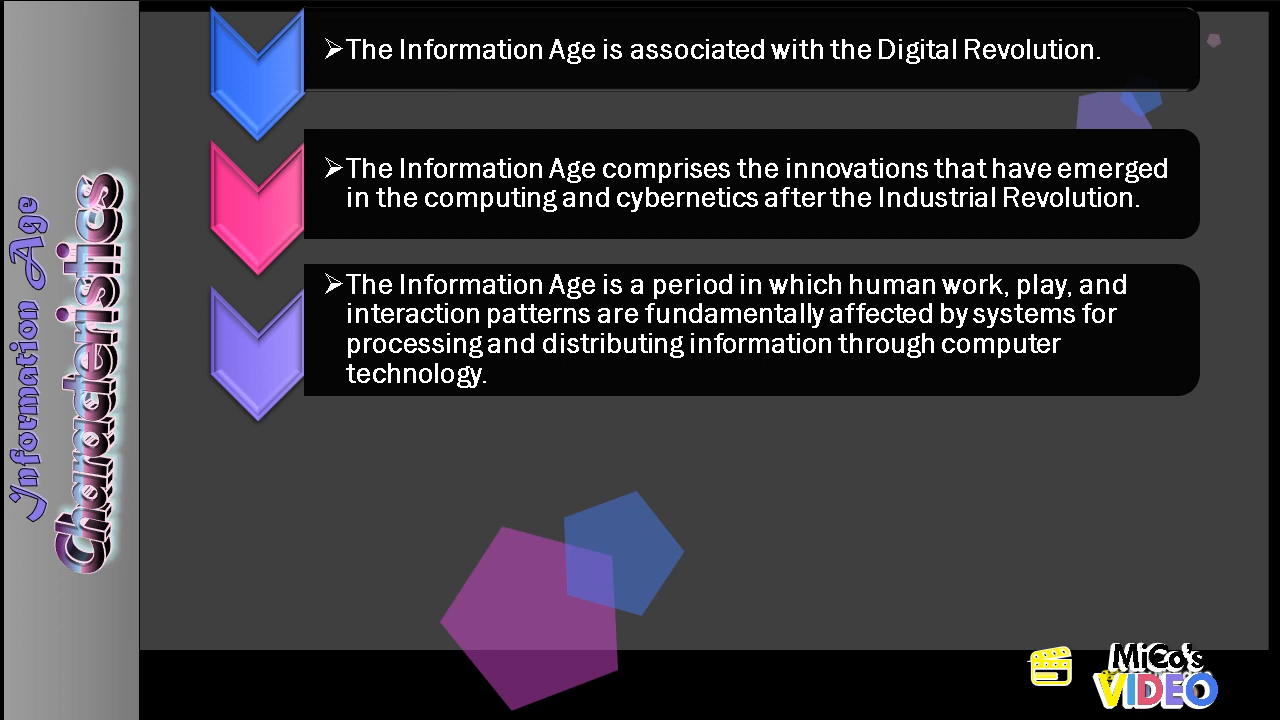 Information Age
Characteristics
➢The Information Age is associated with the Digital Revolution.
➢The Information Age comprises the innovations that have emerged
in the computing and cybernetics after the Industrial Revolution.
➢The Information Age is a period in which human work, play, and
interaction patterns are fundamentally affected by systems for
processing and distributing information through computer
technology.
MiCo's
VIDEO